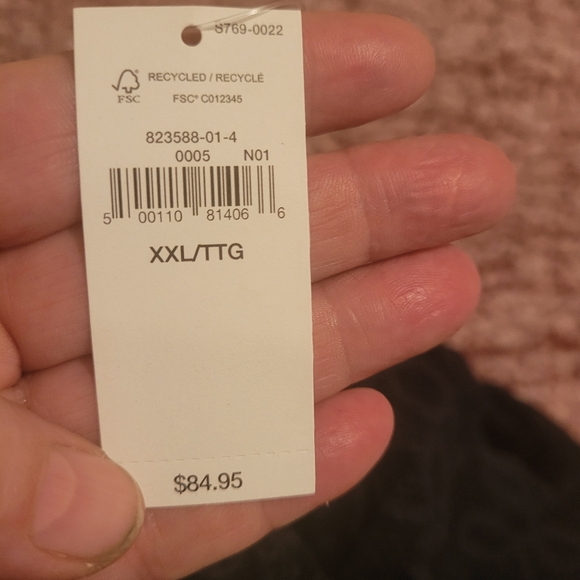 S769-0022
RECYCLED / RECYCLÉ
FSC
FSC® C012345
823588-01-4
0005 N01
5 00110 81406 6
XXL/TTG
$84.95